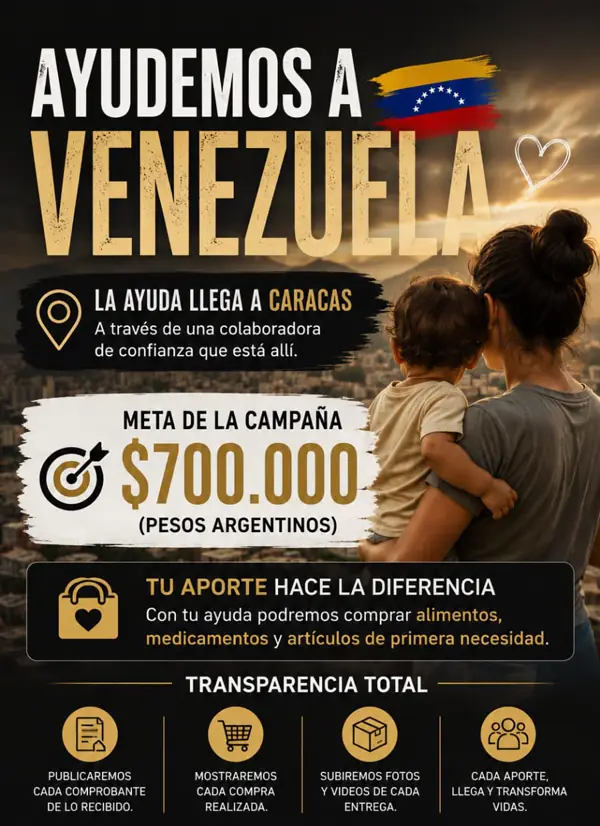 AYUDEMOS A
VENEZUELA
LA AYUDA LLEGA A CARACAS
A través de una colaboradora
de confianza que está allí.
META DE LA CAMPAÑA
$700.000
(PESOS ARGENTINOS)
TU APORTE HACE LA DIFERENCIA
Con tu ayuda podremos comprar alimentos,
medicamentos y artículos de primera necesidad.
TRANSPARENCIA TOTAL
PUBLICAREMOS
CADA COMPROBANTE
DE LO RECIBIDO.
MOSTRAREMOS
CADA COMPRA
REALIZADA.
SUBIREMOS FOTOS
Y VIDEOS DE CADA
ENTREGA.
CADA APORTE,
LLEGA Y TRANSFORMA
VIDAS.